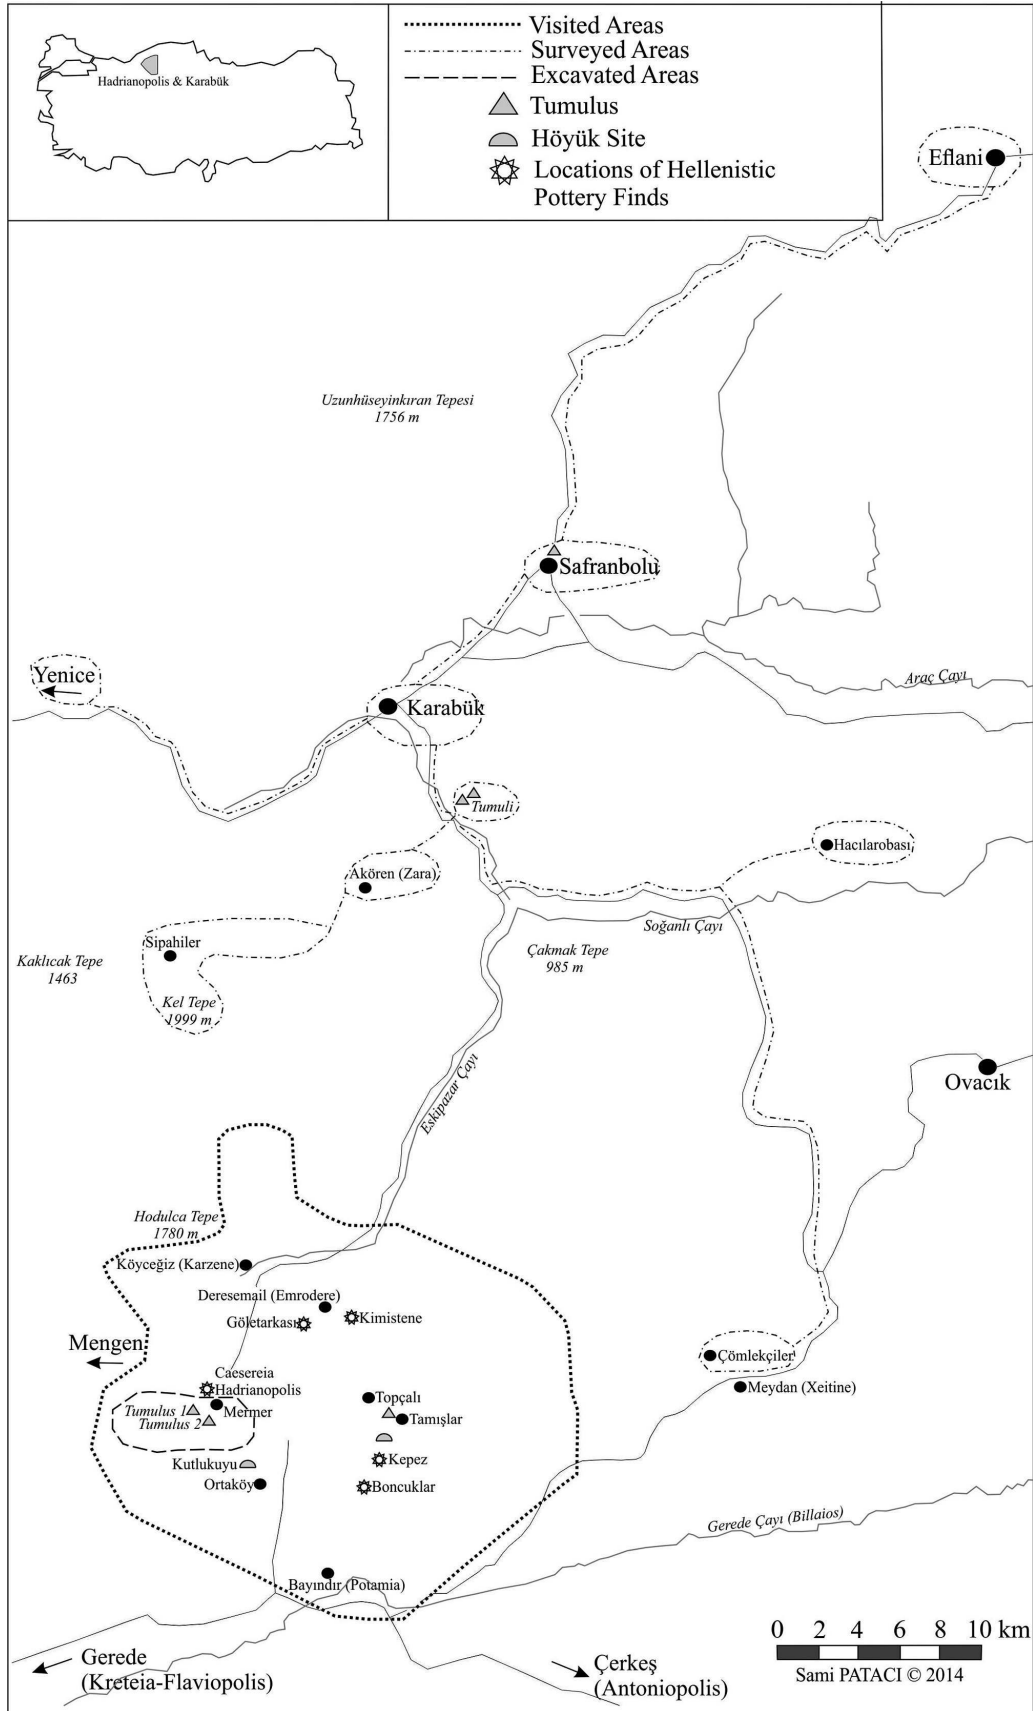 Hadrianopolis & Karabük
Visited Areas
Surveyed Areas
Excavated Areas
Tumulus
Höyük Site
Locations of Hellenistic
Pottery Finds
Eflani
Uzunhüseyinkıran Tepesi
1756 m
Safranbolu
Yenice
Araç Çayı
Karabük
Tumuli
Hacılarobası
Akören (Zara)
Soğanlı Çayı
Sipahiler
Çakmak Tepe
985 m
Kaklıcak Tepe
1463
Kel Tepe
1999 m
Eskipazar Çayı
Ovacık
Hodulca Tepe
1780 m
Köyceğiz (Karzene)
Deresemail (Emrodere)
Göletarkası
Kimistene
Mengen
Çömlekçiler
Caesereia
Hadrianopolis
Meydan (Xeitine)
Topçalı
Tumulus 1
Mermer
Tumulus 2
Tamışlar
Kutlukuyu
Kepez
Ortaköy
Boncuklar
Gerede Çayı (Billaios)
Bayındır (Potamia)
0 2 4 6 8 10 km
Sami PATACI © 2014
Gerede
(Kreteia-Flaviopolis)
Çerkeş
(Antoniopolis)